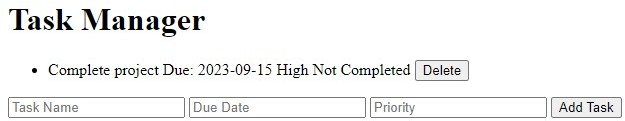 Task Manager
Complete project Due: 2023-09-15 High Not Completed Delete
Task Name Due Date Priority Add Task